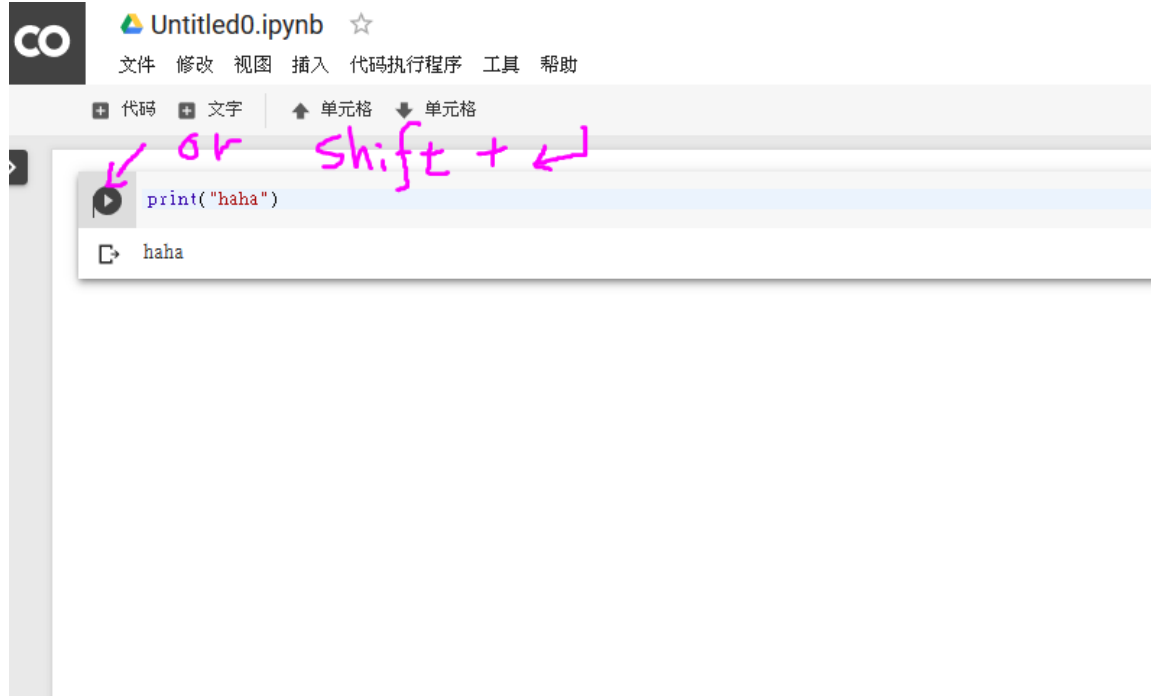 CO
Untitled0.ipynb
文件 修改 视图 插入 代码执行程序 工具 帮助
代码 文字 单元格 单元格
or shift + ↵
print("haha")
haha